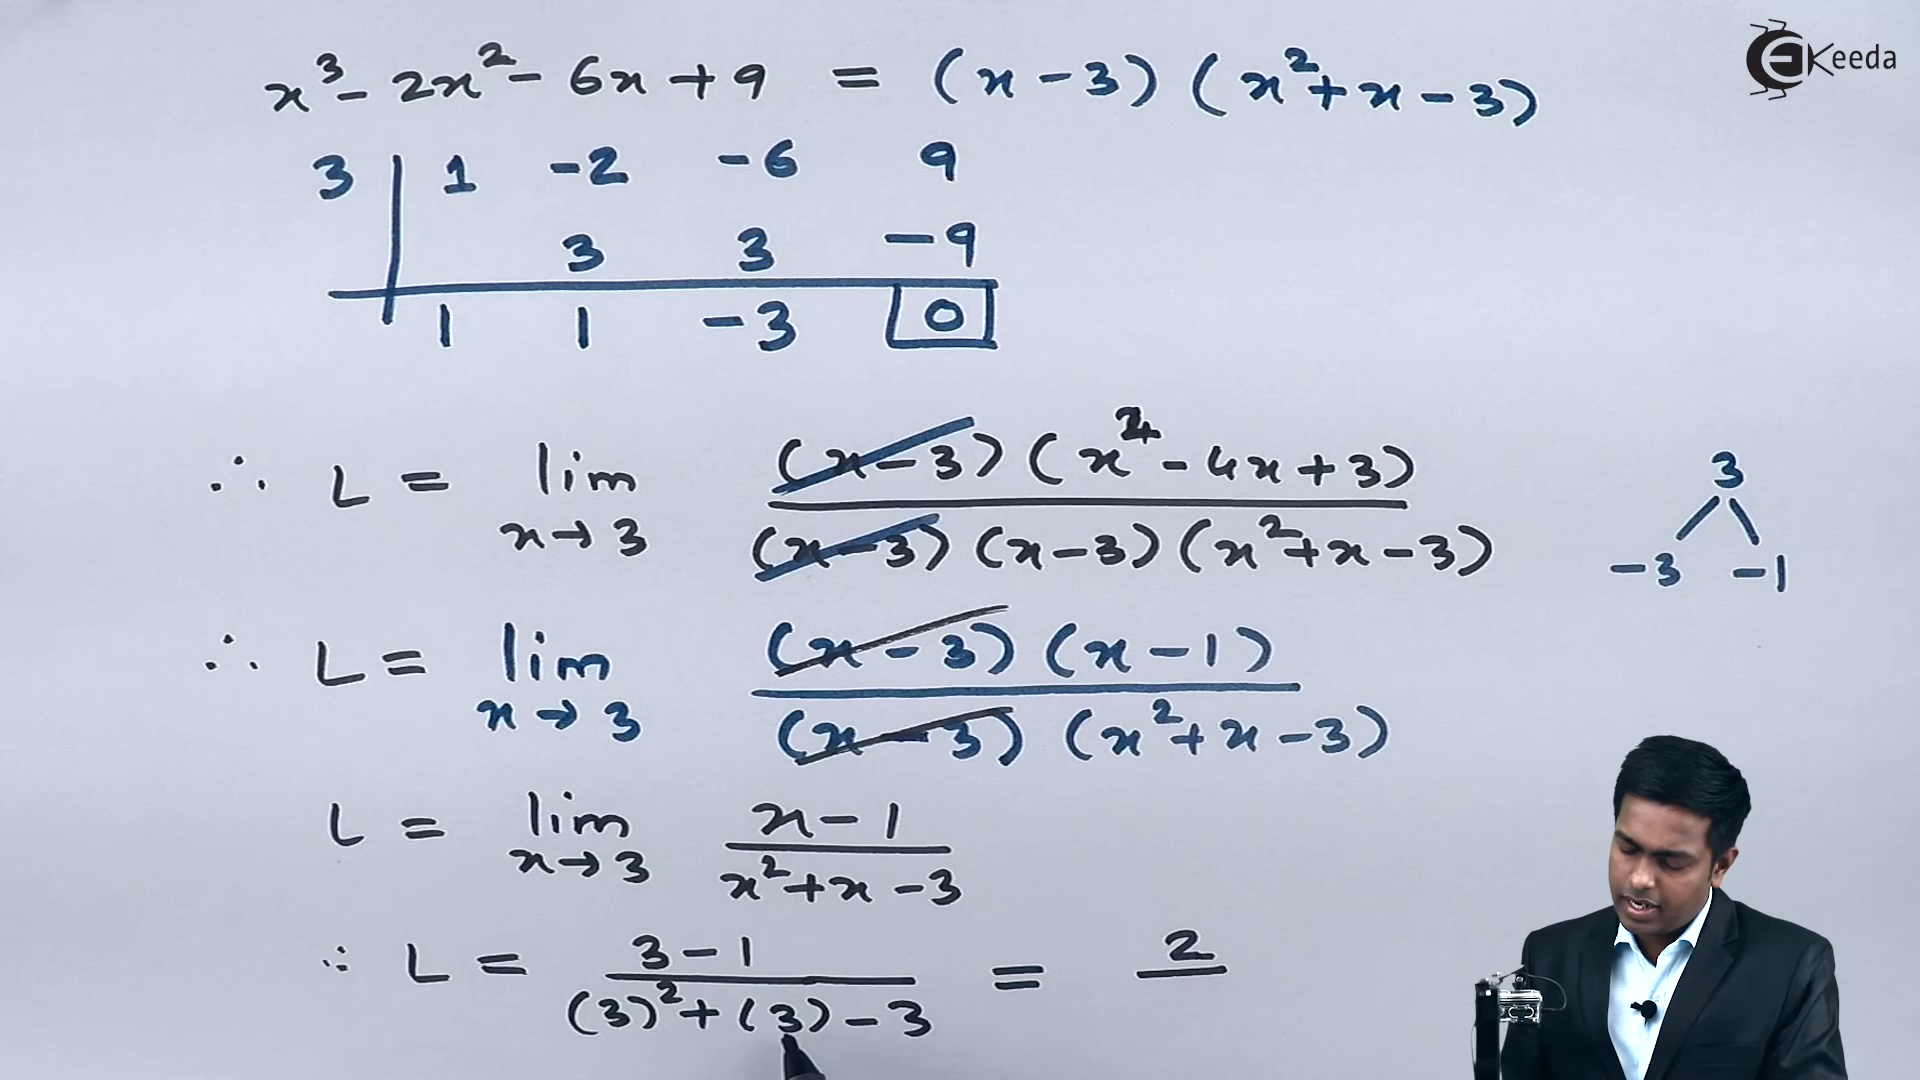 Keeda
x³ - 2x² - 6x + 9 = (x - 3) (x² + x - 3)
3 | 1 -2 -6 9
3 3 -9
1 1 -3 0
∴ L = lim x→3 (x - 3) (x² - 4x + 3) / (x - 3) (x - 3) (x² + x - 3)
3
-3 -1
∴ L = lim x→3 (x - 3) (x - 1) / (x - 3) (x² + x - 3)
L = lim x→3 x - 1 / x² + x - 3
∴ L = 3 - 1 / (3)² + (3) - 3 = 2